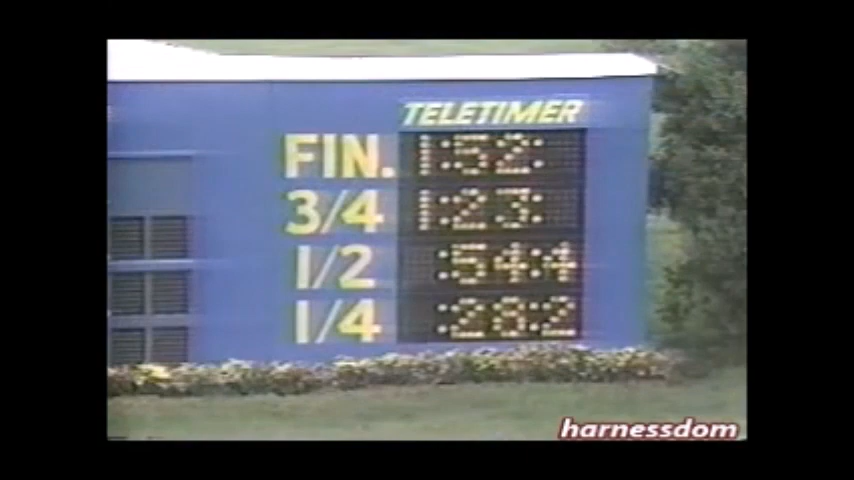 TELETIMER
FIN. 1:52:
3/4 1:23:
1/2 :54:4
1/4 :28:2
harnessdom